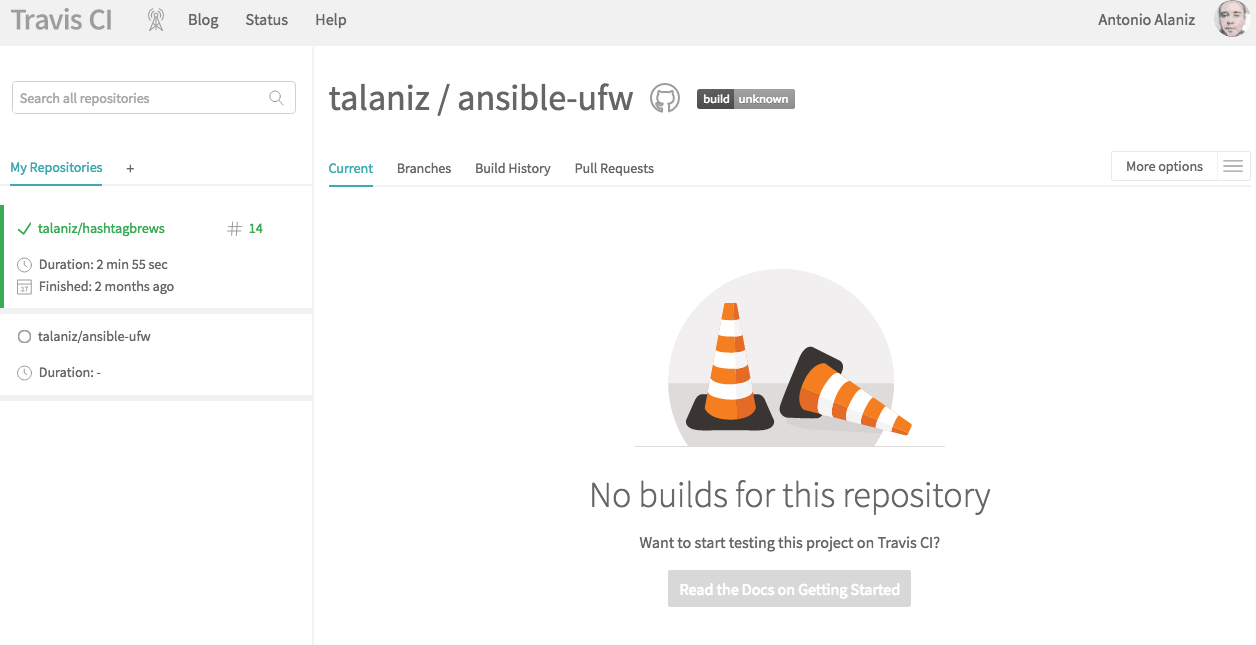 Travis CI Blog Status Help Antonio Alaniz
Search all repositories
My Repositories +
talaniz/hashtagbrews # 14
Duration: 2 min 55 sec
27 Finished: 2 months ago
talaniz/ansible-ufw
Duration: -
talaniz / ansible-ufw build unknown
Current Branches Build History Pull Requests More options
No builds for this repository
Want to start testing this project on Travis CI?
Read the Docs on Getting Started